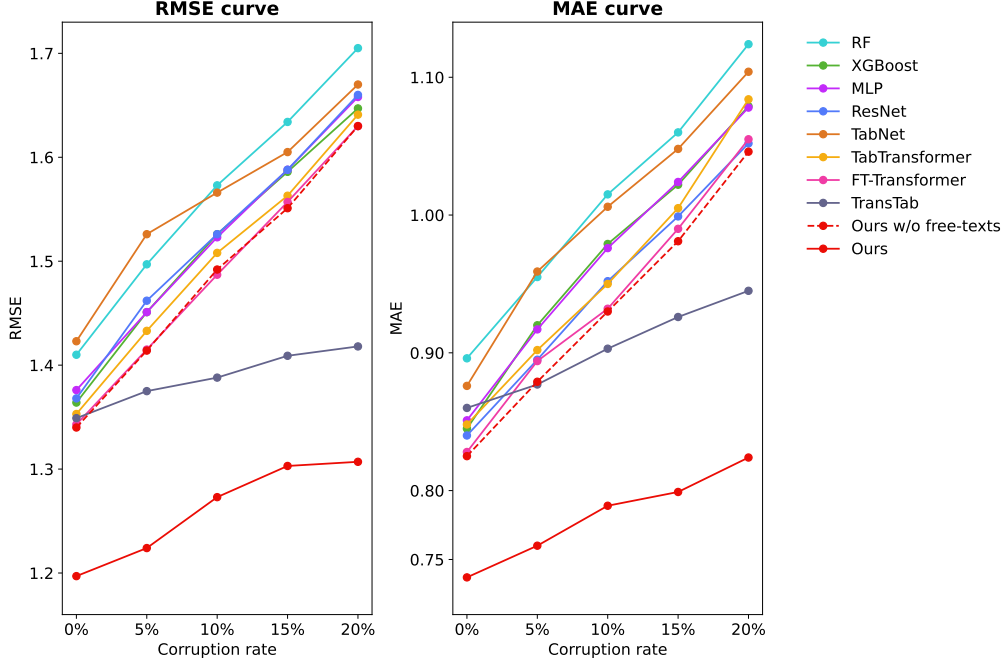 RMSE curve
1.7
1.6
1.5
1.4
1.3
1.2
RMSE
0%
5%
10%
15%
20%
Corruption rate
MAE curve
1.10
1.00
0.90
0.80
0.75
MAE
0%
5%
10%
15%
20%
Corruption rate
RF
XGBoost
MLP
ResNet
TabNet
TabTransformer
FT-Transformer
TransTab
Ours w/o free-texts
Ours